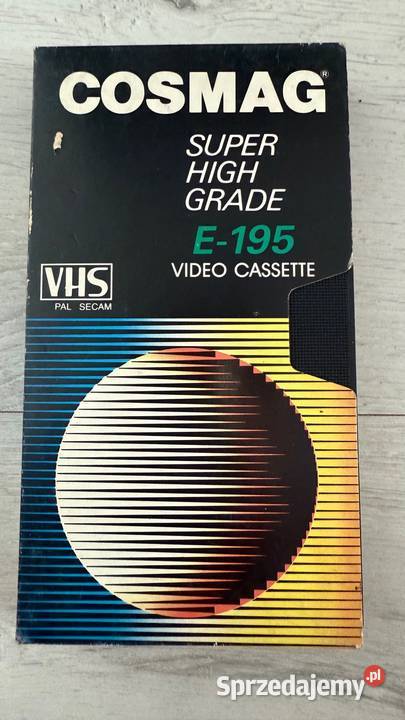 COSMAG®
SUPER
HIGH
GRADE
E-195
VIDEO CASSETTE
VHS
PAL SECAM
Sprzedajemy.pl